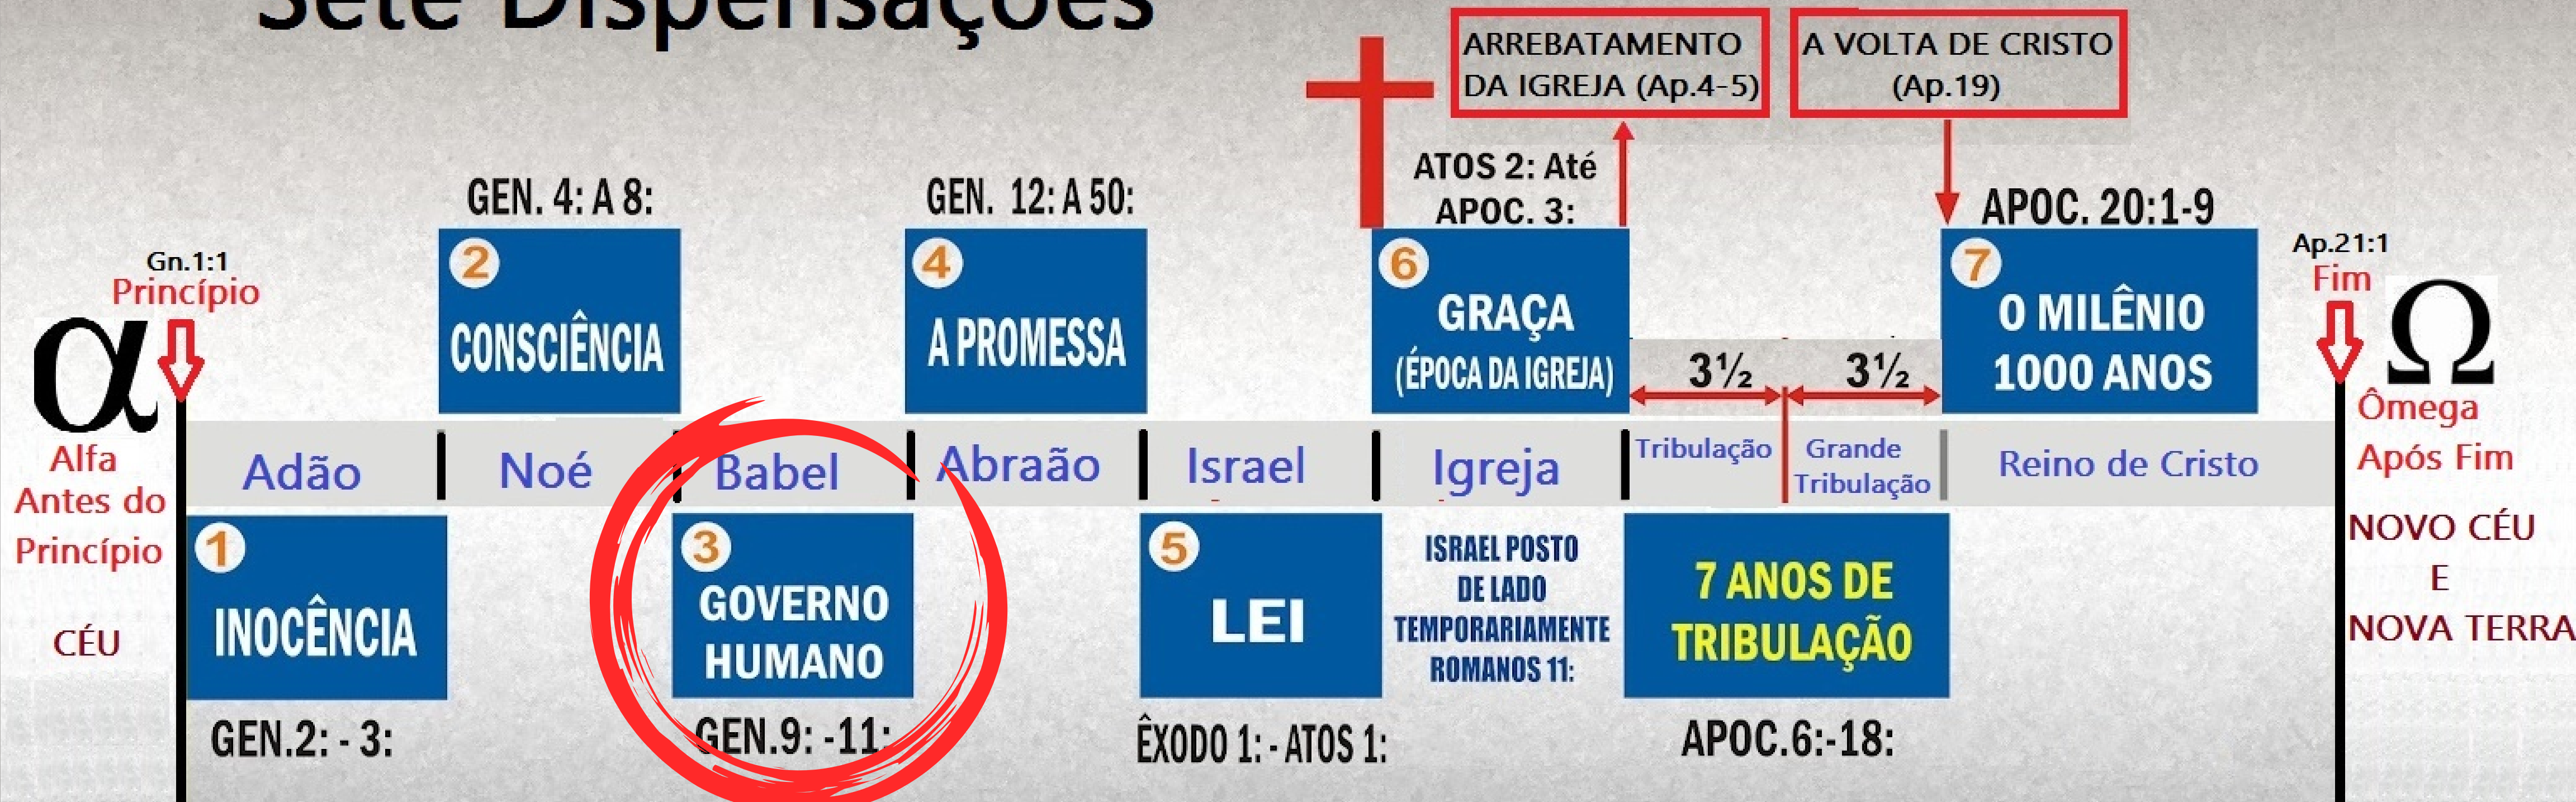 Sete Dispensações
ARREBATAMENTO
DA IGREJA (Ap.4-5)
A VOLTA DE CRISTO
(Ap.19)
GEN. 4: A 8:
GEN. 12: A 50:
ATOS 2: Até
APOC. 3:
APOC. 20:1-9
Gn.1:1
Princípio
2
CONSCIÊNCIA
4
A PROMESSA
6
GRAÇA
(ÉPOCA DA IGREJA)
3½
3½
7
O MILÊNIO
1000 ANOS
Ap.21:1
Fim
α
Ω
Alfa
Antes do
Princípio
CÉU
Adão
Noé
Babel
Abraão
Israel
Igreja
Tribulação
Grande
Tribulação
Reino de Cristo
Ômega
Após Fim
NOVO CÉU
E
NOVA TERRA
1
INOCÊNCIA
GEN.2: - 3:
3
GOVERNO
HUMANO
GEN.9: -11:
5
LEI
ÊXODO 1: - ATOS 1:
ISRAEL POSTO
DE LADO
TEMPORARIAMENTE
ROMANOS 11:
7 ANOS DE
TRIBULAÇÃO
APOC.6:-18: